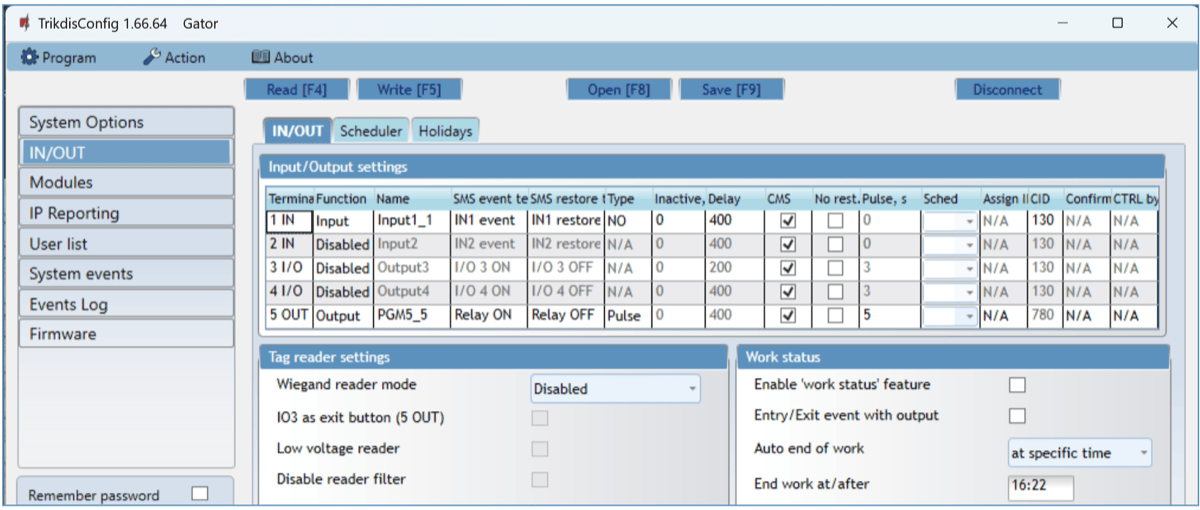 TrikdisConfig 1.66.64 Gator
Program Action About
Read [F4] Write [F5] Open [F8] Save [F9] Disconnect
System Options
IN/OUT
Modules
IP Reporting
User list
System events
Events Log
Firmware
Remember password
IN/OUT Scheduler Holidays
Input/Output settings
Termina Function Name SMS event te SMS restore t Type Inactive, Delay CMS No rest. Pulse, s Sched Assign I CID Confirm CTRL by
1 IN Input Input1_1 IN1 event IN1 restore NO 0 400 0 N/A 130 N/A N/A
2 IN Disabled Input2 IN2 event IN2 restore N/A 0 400 0 N/A 130 N/A N/A
3 I/O Disabled Output3 I/O 3 ON I/O 3 OFF N/A 0 200 3 N/A 130 N/A N/A
4 I/O Disabled Output4 I/O 4 ON I/O 4 OFF N/A 0 400 3 N/A 130 N/A N/A
5 OUT Output PGM5_5 Relay ON Relay OFF Pulse 0 400 5 N/A 780 N/A N/A
Tag reader settings
Wiegand reader mode Disabled
IO3 as exit button (5 OUT)
Low voltage reader
Disable reader filter
Work status
Enable 'work status' feature
Entry/Exit event with output
Auto end of work at specific time
End work at/after 16:22